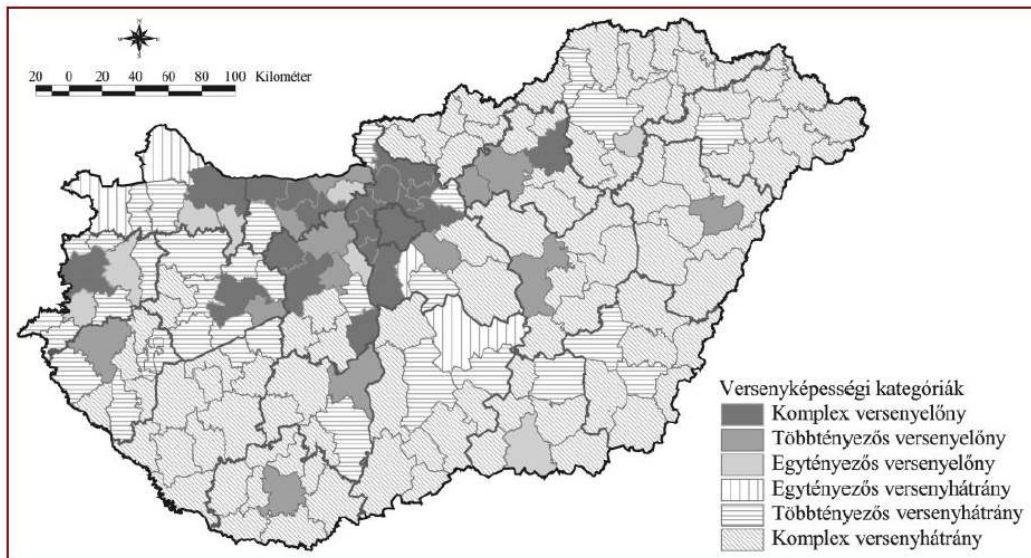 20 0 20 40 60 80 100 Kilométer
Versenyképességi kategóriák
Komplex versenyelőny
Többtényezős versenyelőny
Egytényezős versenyelőny
Egytényezős versenyhátrány
Többtényezős versenyhátrány
Komplex versenyhátrány